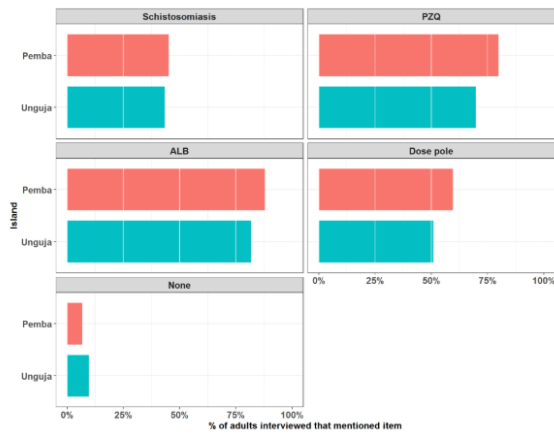 Schistosomiasis
PZQ
Pemba
Unguja
ALB
Dose pole
Pemba
Unguja
Island
None
0%
25%
50%
75%
100%
Pemba
Unguja
0%
25%
50%
75%
100%
% of adults interviewed that mentioned item